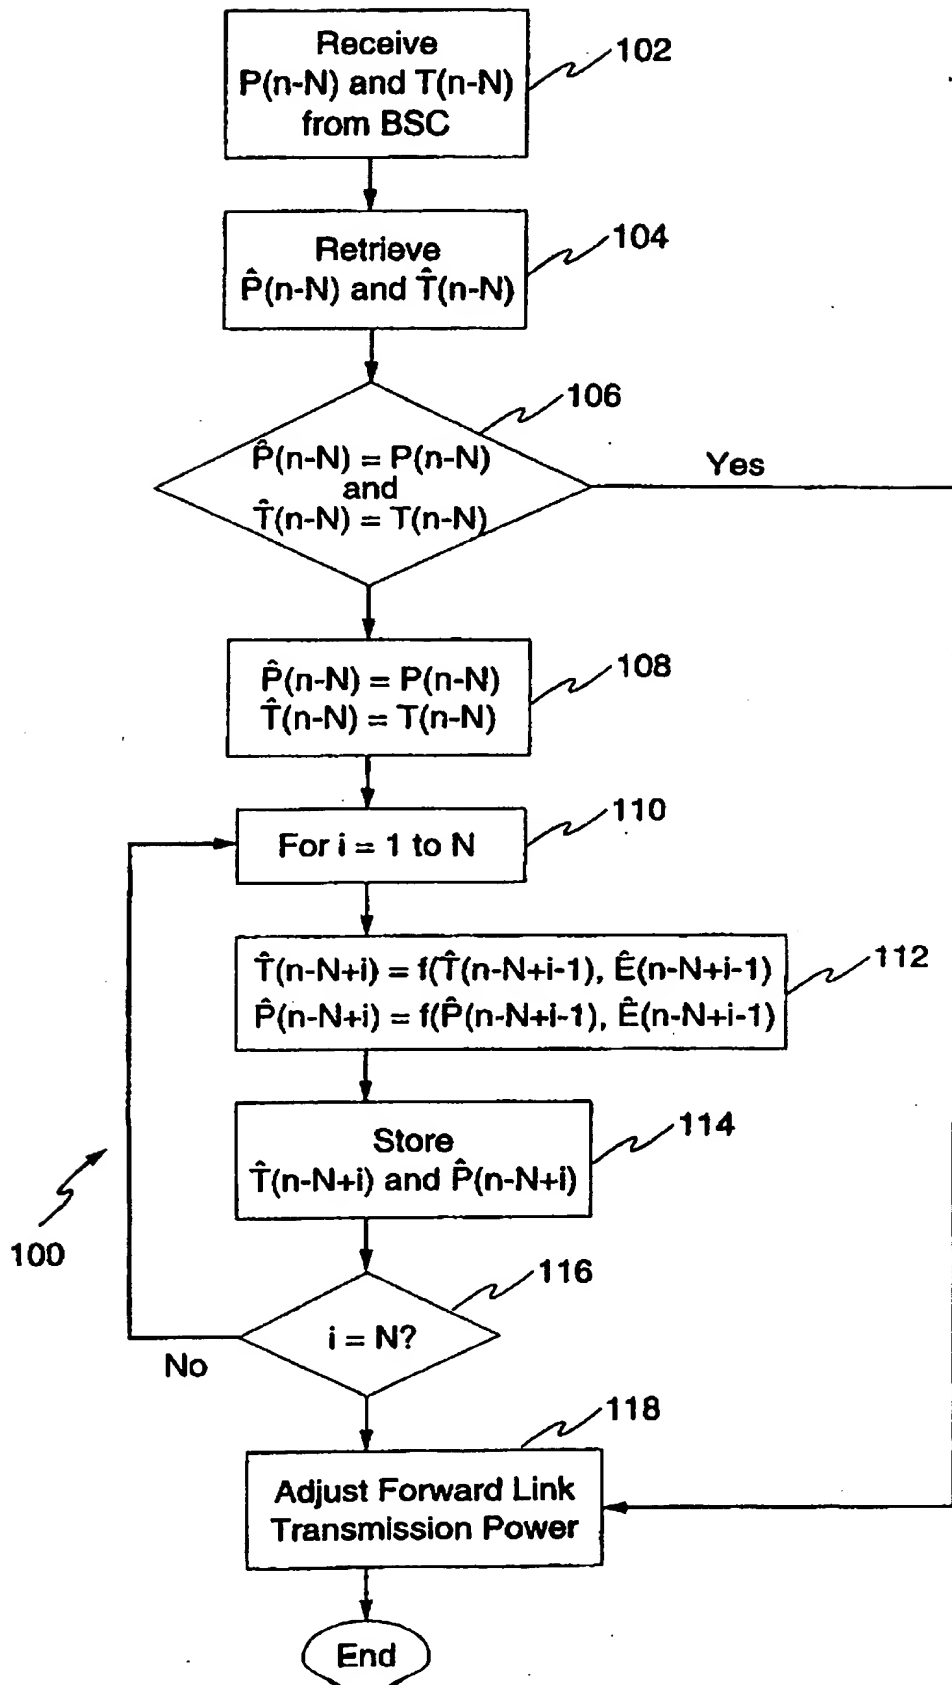 Receive
P(n-N) and T(n-N)
from BSC
102
Retrieve
P̂(n-N) and T̂(n-N)
104
106
P̂(n-N) = P(n-N)
and
T̂(n-N) = T(n-N)
Yes
P̂(n-N) = P(n-N)
T̂(n-N) = T(n-N)
108
For i = 1 to N
110
T̂(n-N+i) = f(T̂(n-N+i-1), Ê(n-N+i-1)
P̂(n-N+i) = f(P̂(n-N+i-1), Ê(n-N+i-1)
112
Store
T̂(n-N+i) and P̂(n-N+i)
114
100
116
i = N?
No
118
Adjust Forward Link
Transmission Power
End